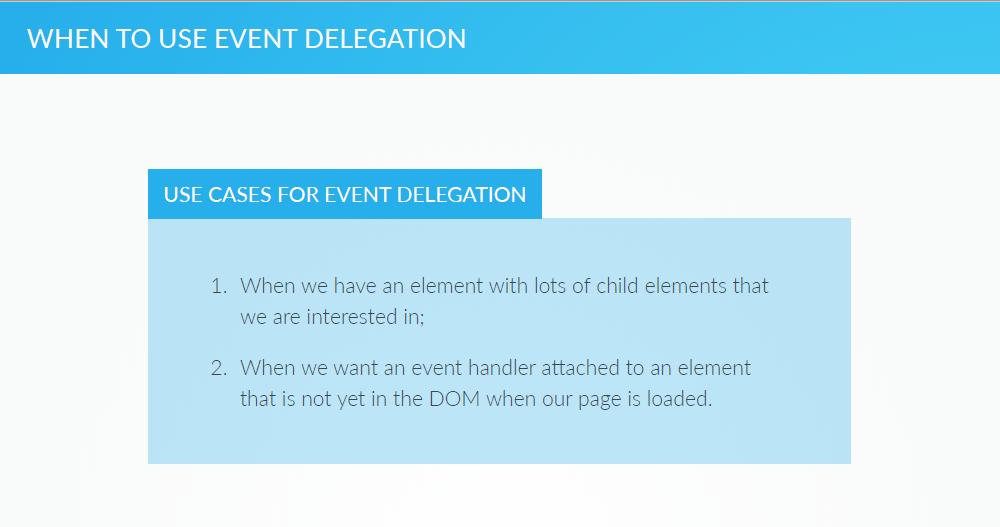 WHEN TO USE EVENT DELEGATION
USE CASES FOR EVENT DELEGATION
1. When we have an element with lots of child elements that
we are interested in;
2. When we want an event handler attached to an element
that is not yet in the DOM when our page is loaded.